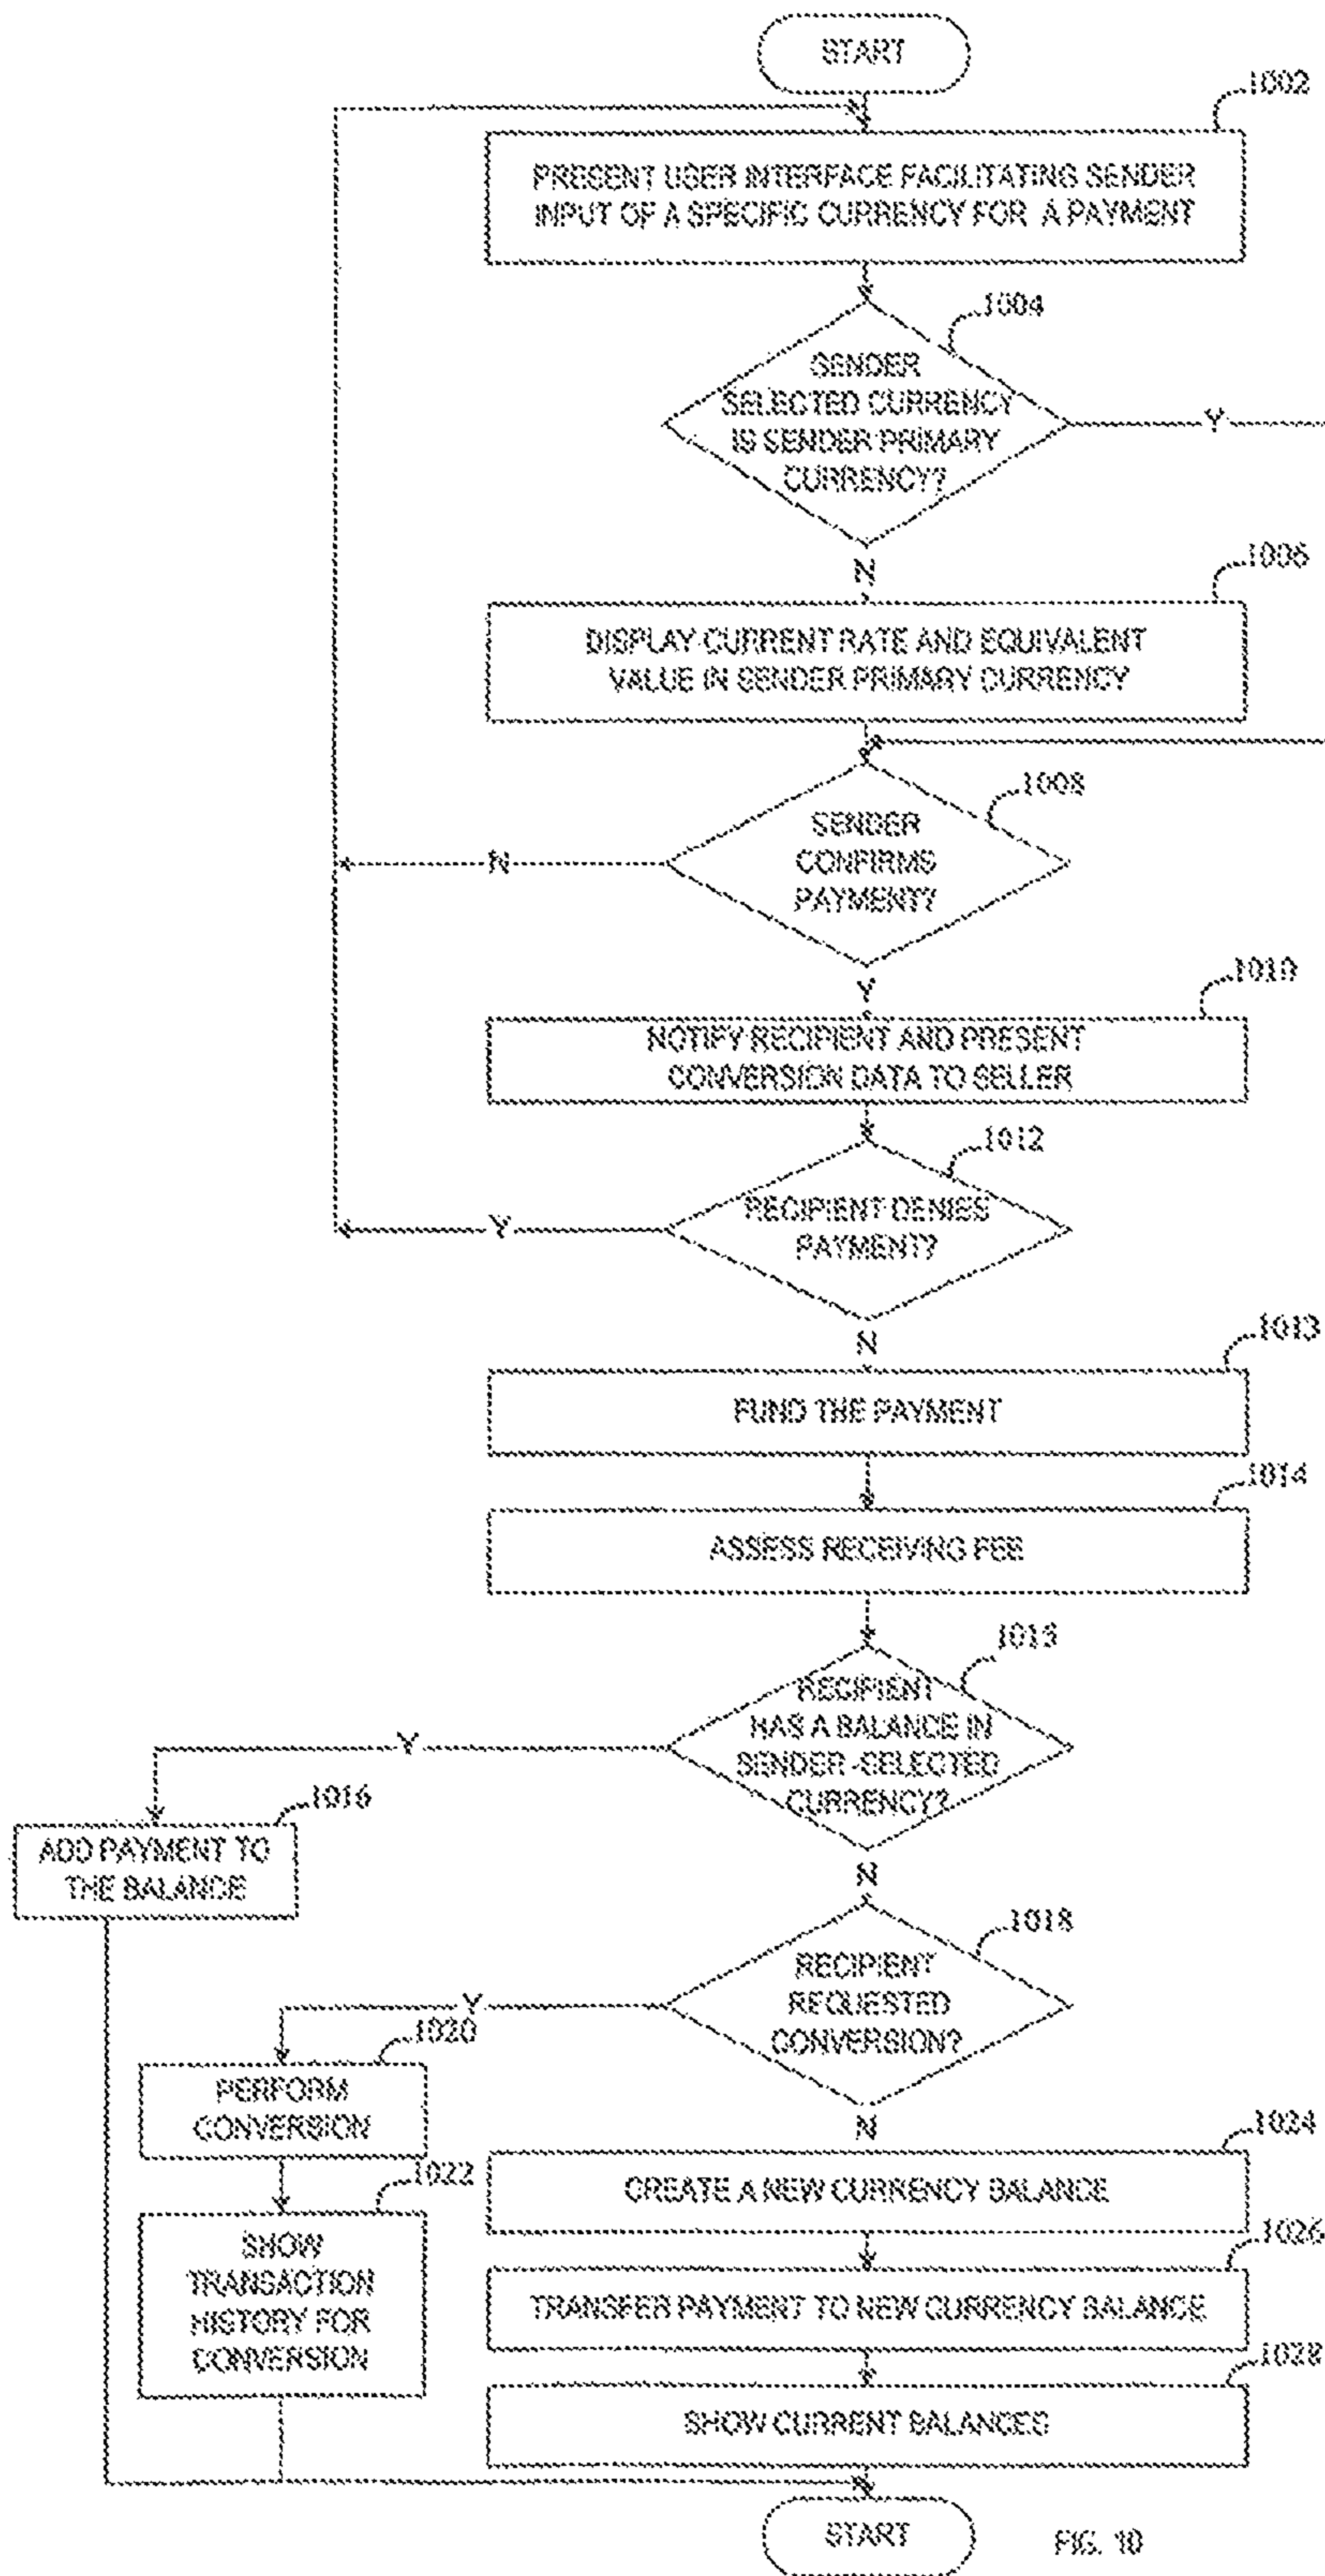 START
1002
PRESENT USER INTERFACE FACILITATING SENDER
INPUT OF A SPECIFIC CURRENCY FOR A PAYMENT
1004
SENDER
SELECTED CURRENCY
IS SENDER PRIMARY
CURRENCY?
Y
N
1006
DISPLAY CURRENT RATE AND EQUIVALENT
VALUE IN SENDER PRIMARY CURRENCY
1008
SENDER
CONFIRMS
PAYMENT?
N
Y
1010
NOTIFY RECIPIENT AND PRESENT
CONVERSION DATA TO SELLER
1012
RECIPIENT DENIES
PAYMENT?
Y
N
1013
FUND THE PAYMENT
1014
ASSESS RECEIVING FEE
1015
RECIPIENT
HAS A BALANCE IN
SENDER-SELECTED
CURRENCY?
Y
1016
ADD PAYMENT TO
THE BALANCE
N
1018
RECIPIENT
REQUESTED
CONVERSION?
Y
1020
PERFORM
CONVERSION
N
1022
SHOW
TRANSACTION
HISTORY FOR
CONVERSION
1024
CREATE A NEW CURRENCY BALANCE
1026
TRANSFER PAYMENT TO NEW CURRENCY BALANCE
1028
SHOW CURRENT BALANCES
START
FIG. 10